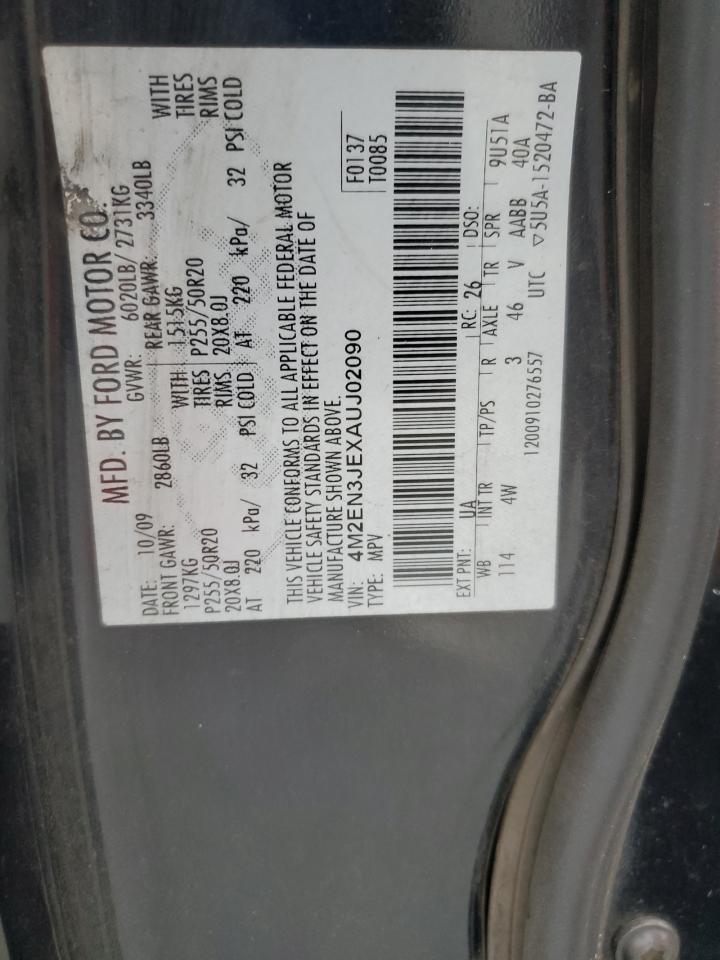 MFD. BY FORD MOTOR CO.
DATE: 10/09 GVWR: 6020LB/ 2731KG
FRONT GAWR: 2860LB REAR GAWR: 3340LB
1297KG WITH 1515KG WITH
P255/50R20 TIRES P255/50R20 TIRES
20X8.0J RIMS 20X8.0J RIMS
AT 220 kPa/ 32 PSI COLD AT 220 kPa/ 32 PSI COLD
THIS VEHICLE CONFORMS TO ALL APPLICABLE FEDERAL MOTOR
VEHICLE SAFETY STANDARDS IN EFFECT ON THE DATE OF
MANUFACTURE SHOWN ABOVE.
VIN: 4M2EN3JEXAUJ02090 F0137
TYPE: MPV T0085
EXT PNT: UA RC: 26 DSO:
WB INT TR TP/PS R AXLE TR SPR 9U51A
114 4W 3 46 V AABB 40A
1200910276557 UTC ▽5U5A-1520472-BA